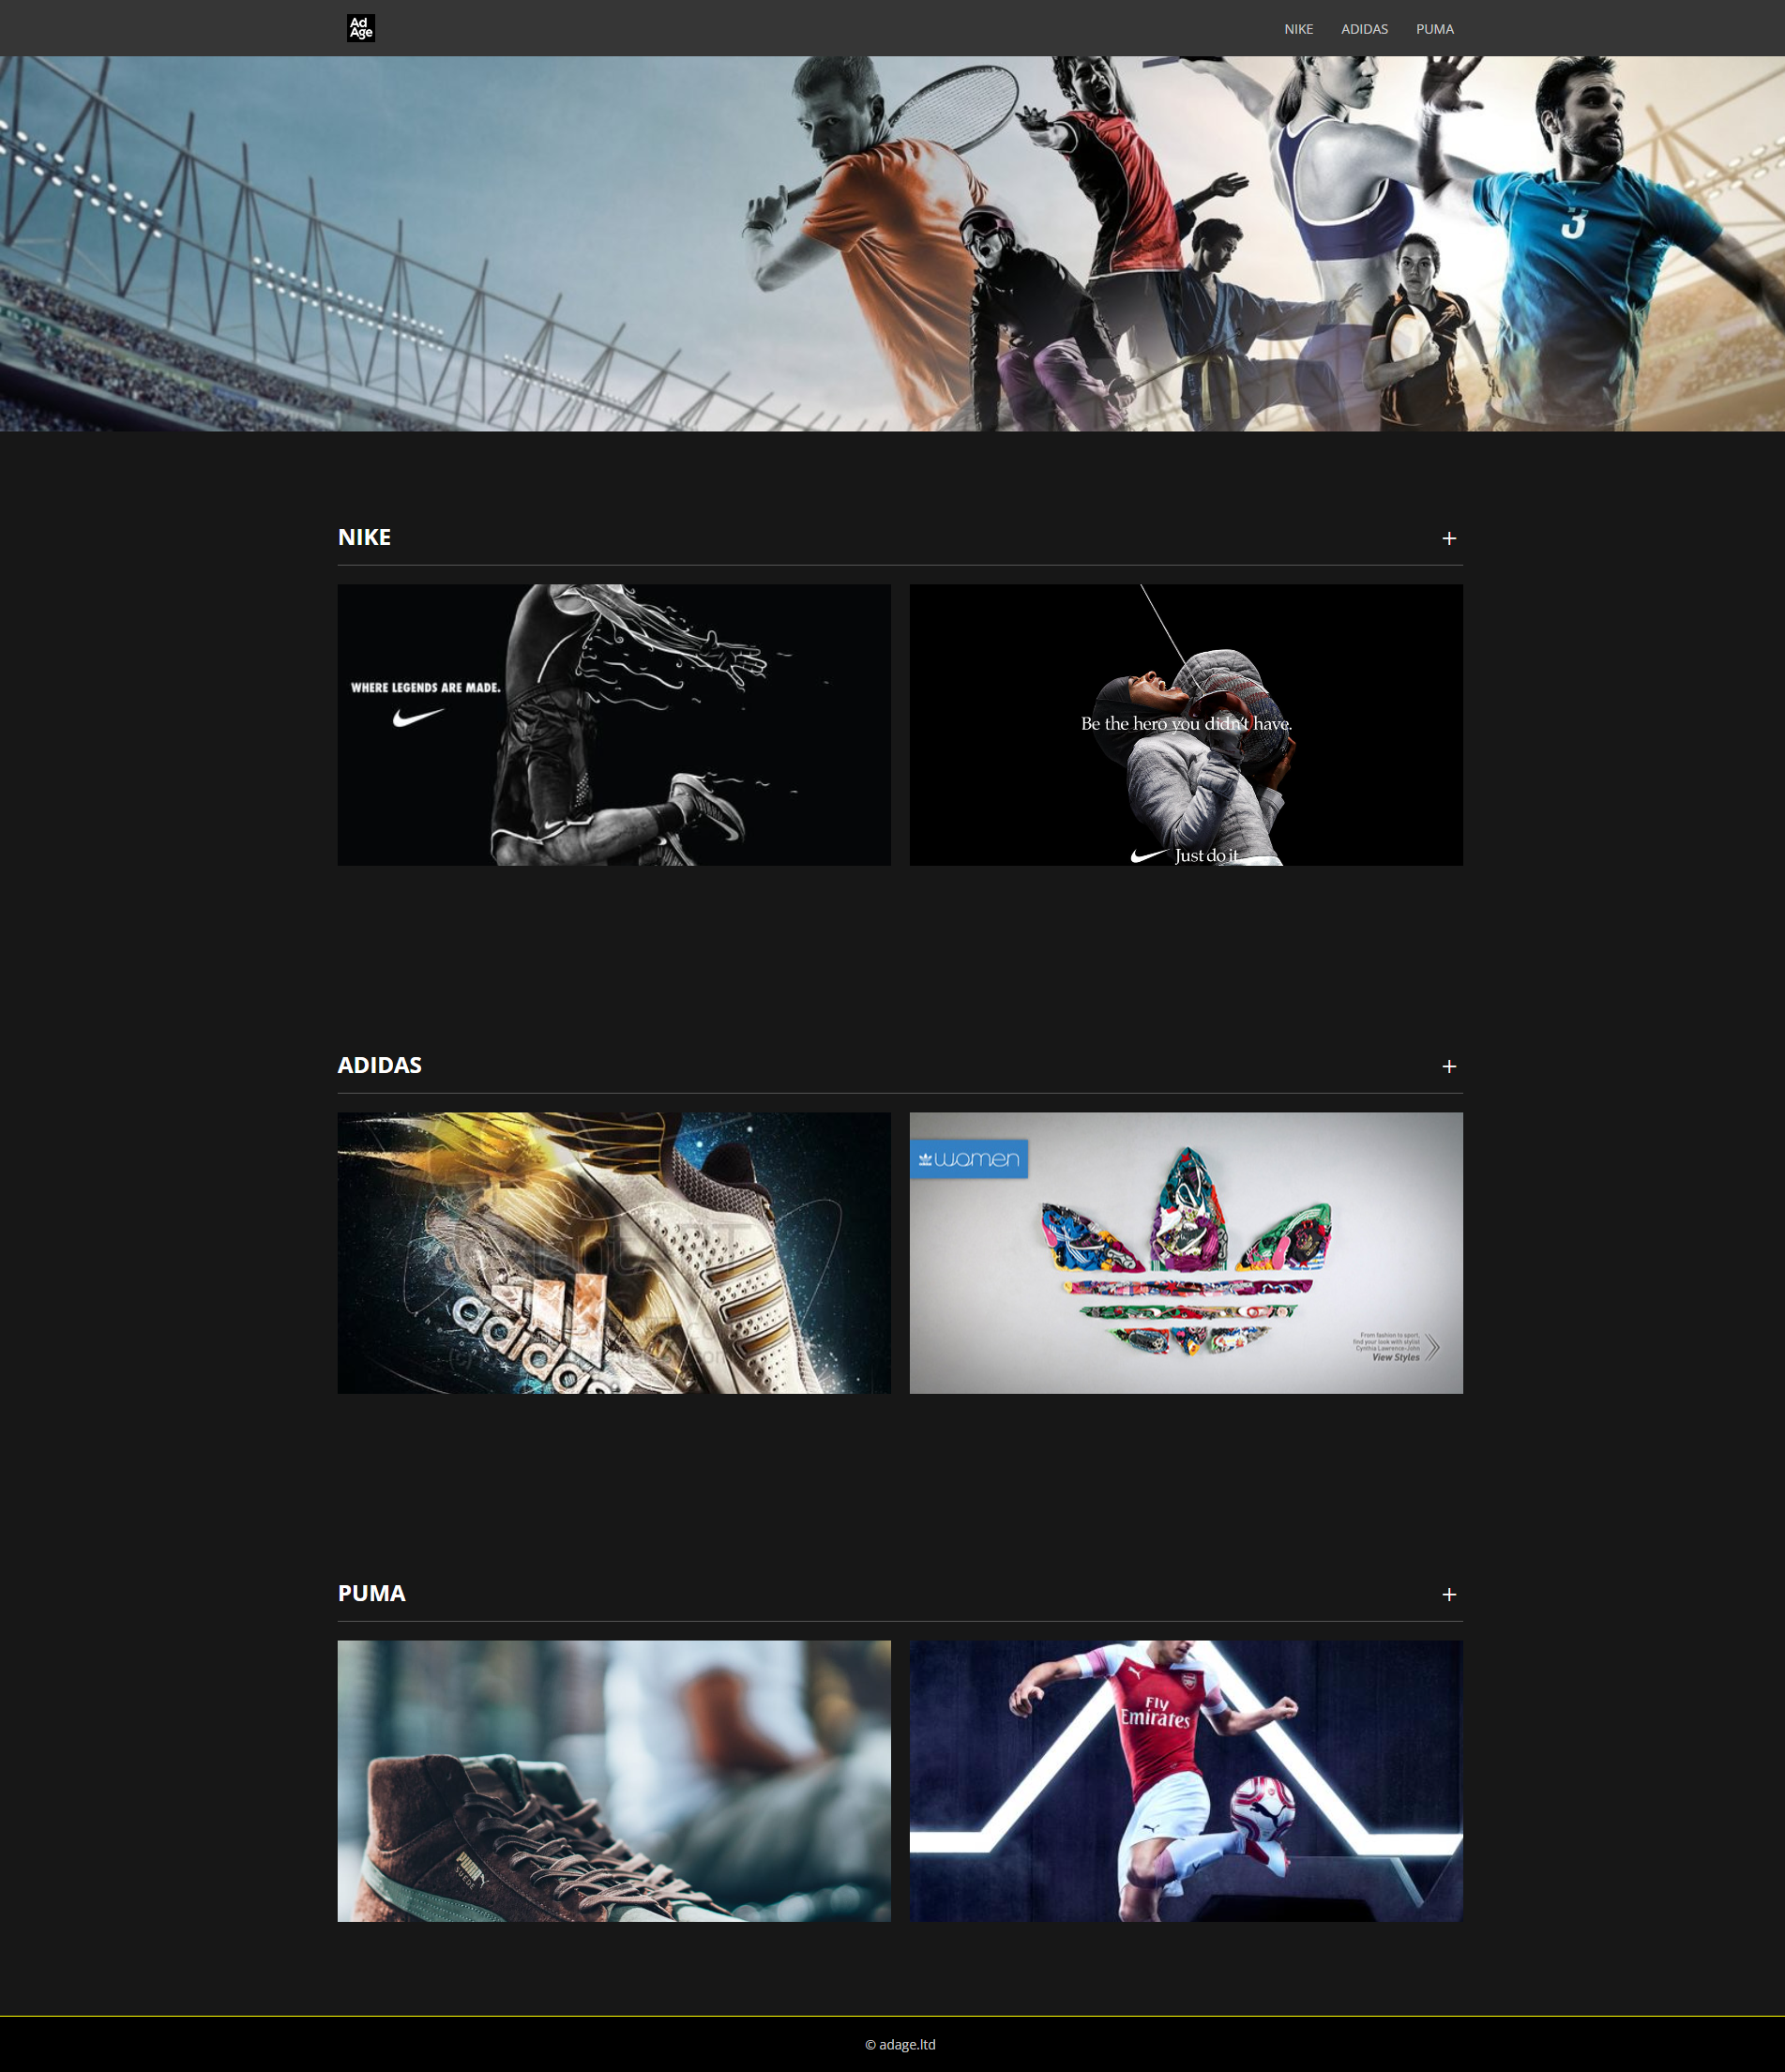 Ad
Age
NIKE ADIDAS PUMA
3
NIKE +
WHERE LEGENDS ARE MADE.
Be the hero you didn't have.
Just do it
ADIDAS +
adidas
women
From fashion to sport,
find your look with stylist
Cynthia Lawrence-John
View Styles
PUMA +
PUMA
SUEDE
Fly
Emirates
© adage.ltd